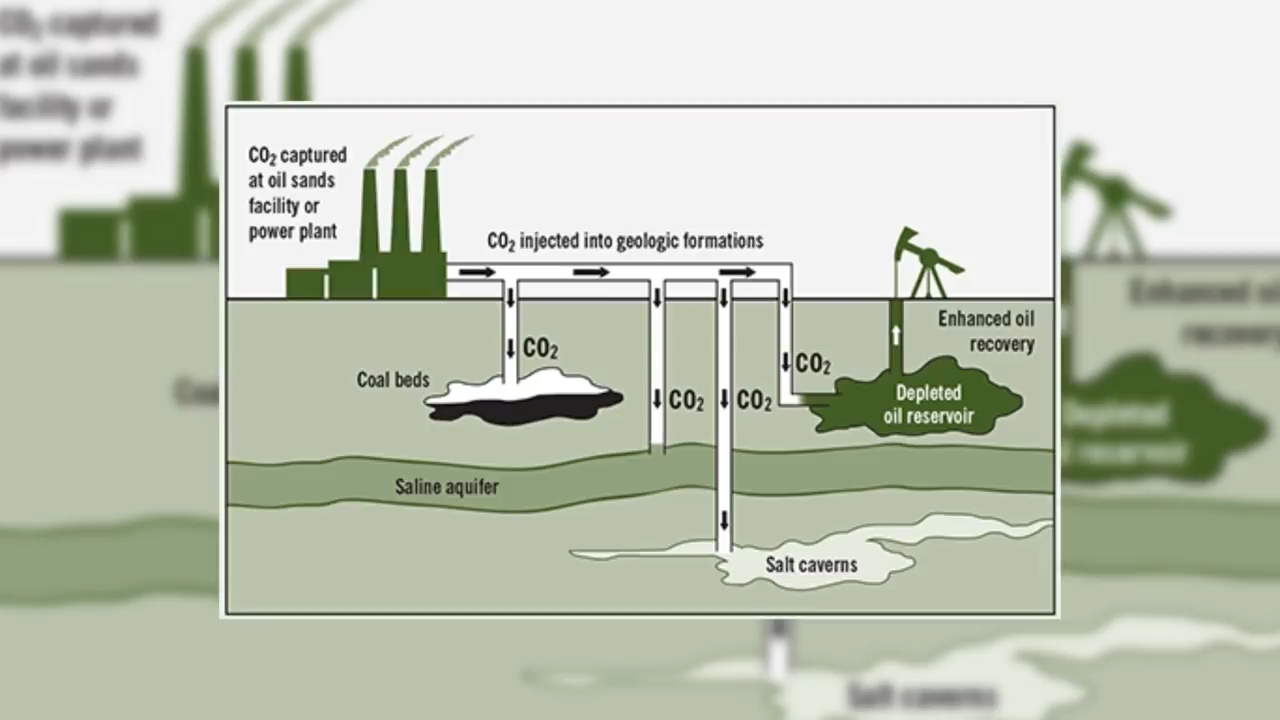 CO₂ captured
at oil sands
facility or
power plant
CO₂ injected into geologic formations
Enhanced oil
recovery
CO₂
CO₂
Coal beds
CO₂
CO₂
Depleted
oil reservoir
Saline aquifer
Salt caverns